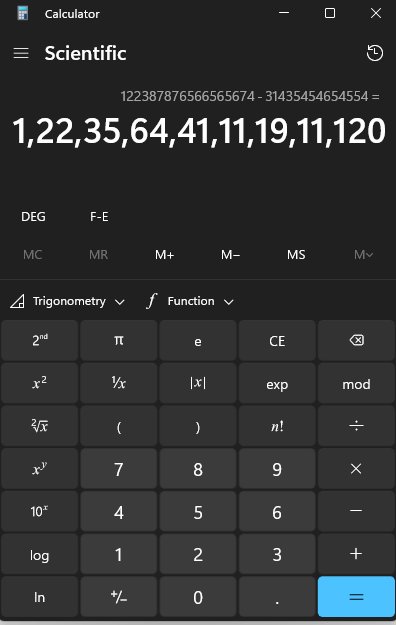 Calculator
Scientific
122387876566565674 - 31435454654554 =
1,22,35,64,41,11,19,11,120
DEG F-E
MC MR M+ M− MS M˅
Trigonometry f Function
2ⁿᵈ π e CE
x² ¹/x |x| exp mod
²√x ( ) n! ÷
xʸ 7 8 9 ×
10ˣ 4 5 6 −
log 1 2 3 +
ln +/− 0 . =